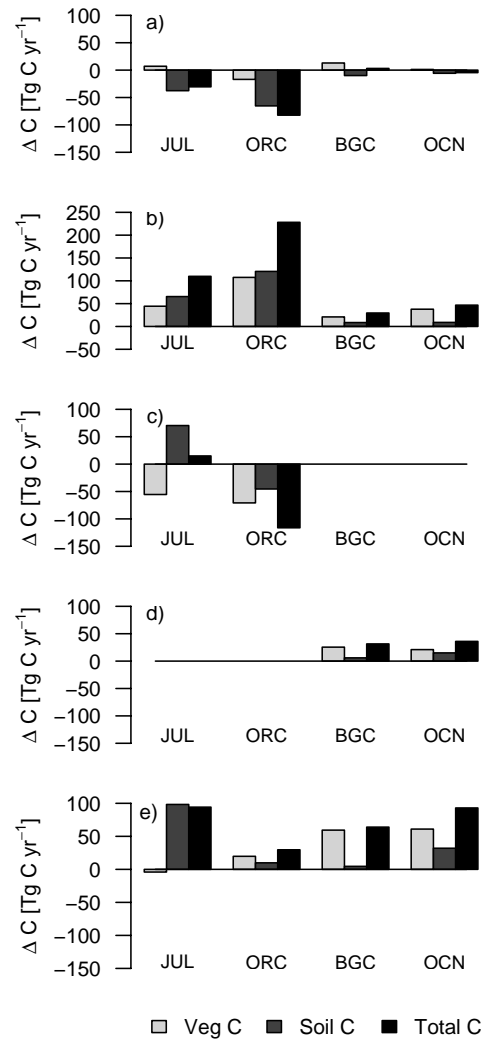 a)
Δ C [Tg C yr⁻¹]
100
50
0
−50
−100
−150
JUL ORC BGC OCN
b)
Δ C [Tg C yr⁻¹]
250
200
150
100
50
0
−50
JUL ORC BGC OCN
c)
Δ C [Tg C yr⁻¹]
100
50
0
−50
−100
−150
JUL ORC BGC OCN
d)
Δ C [Tg C yr⁻¹]
100
50
0
−50
−100
−150
JUL ORC BGC OCN
e)
Δ C [Tg C yr⁻¹]
100
50
0
−50
−100
−150
JUL ORC BGC OCN
Veg C Soil C Total C